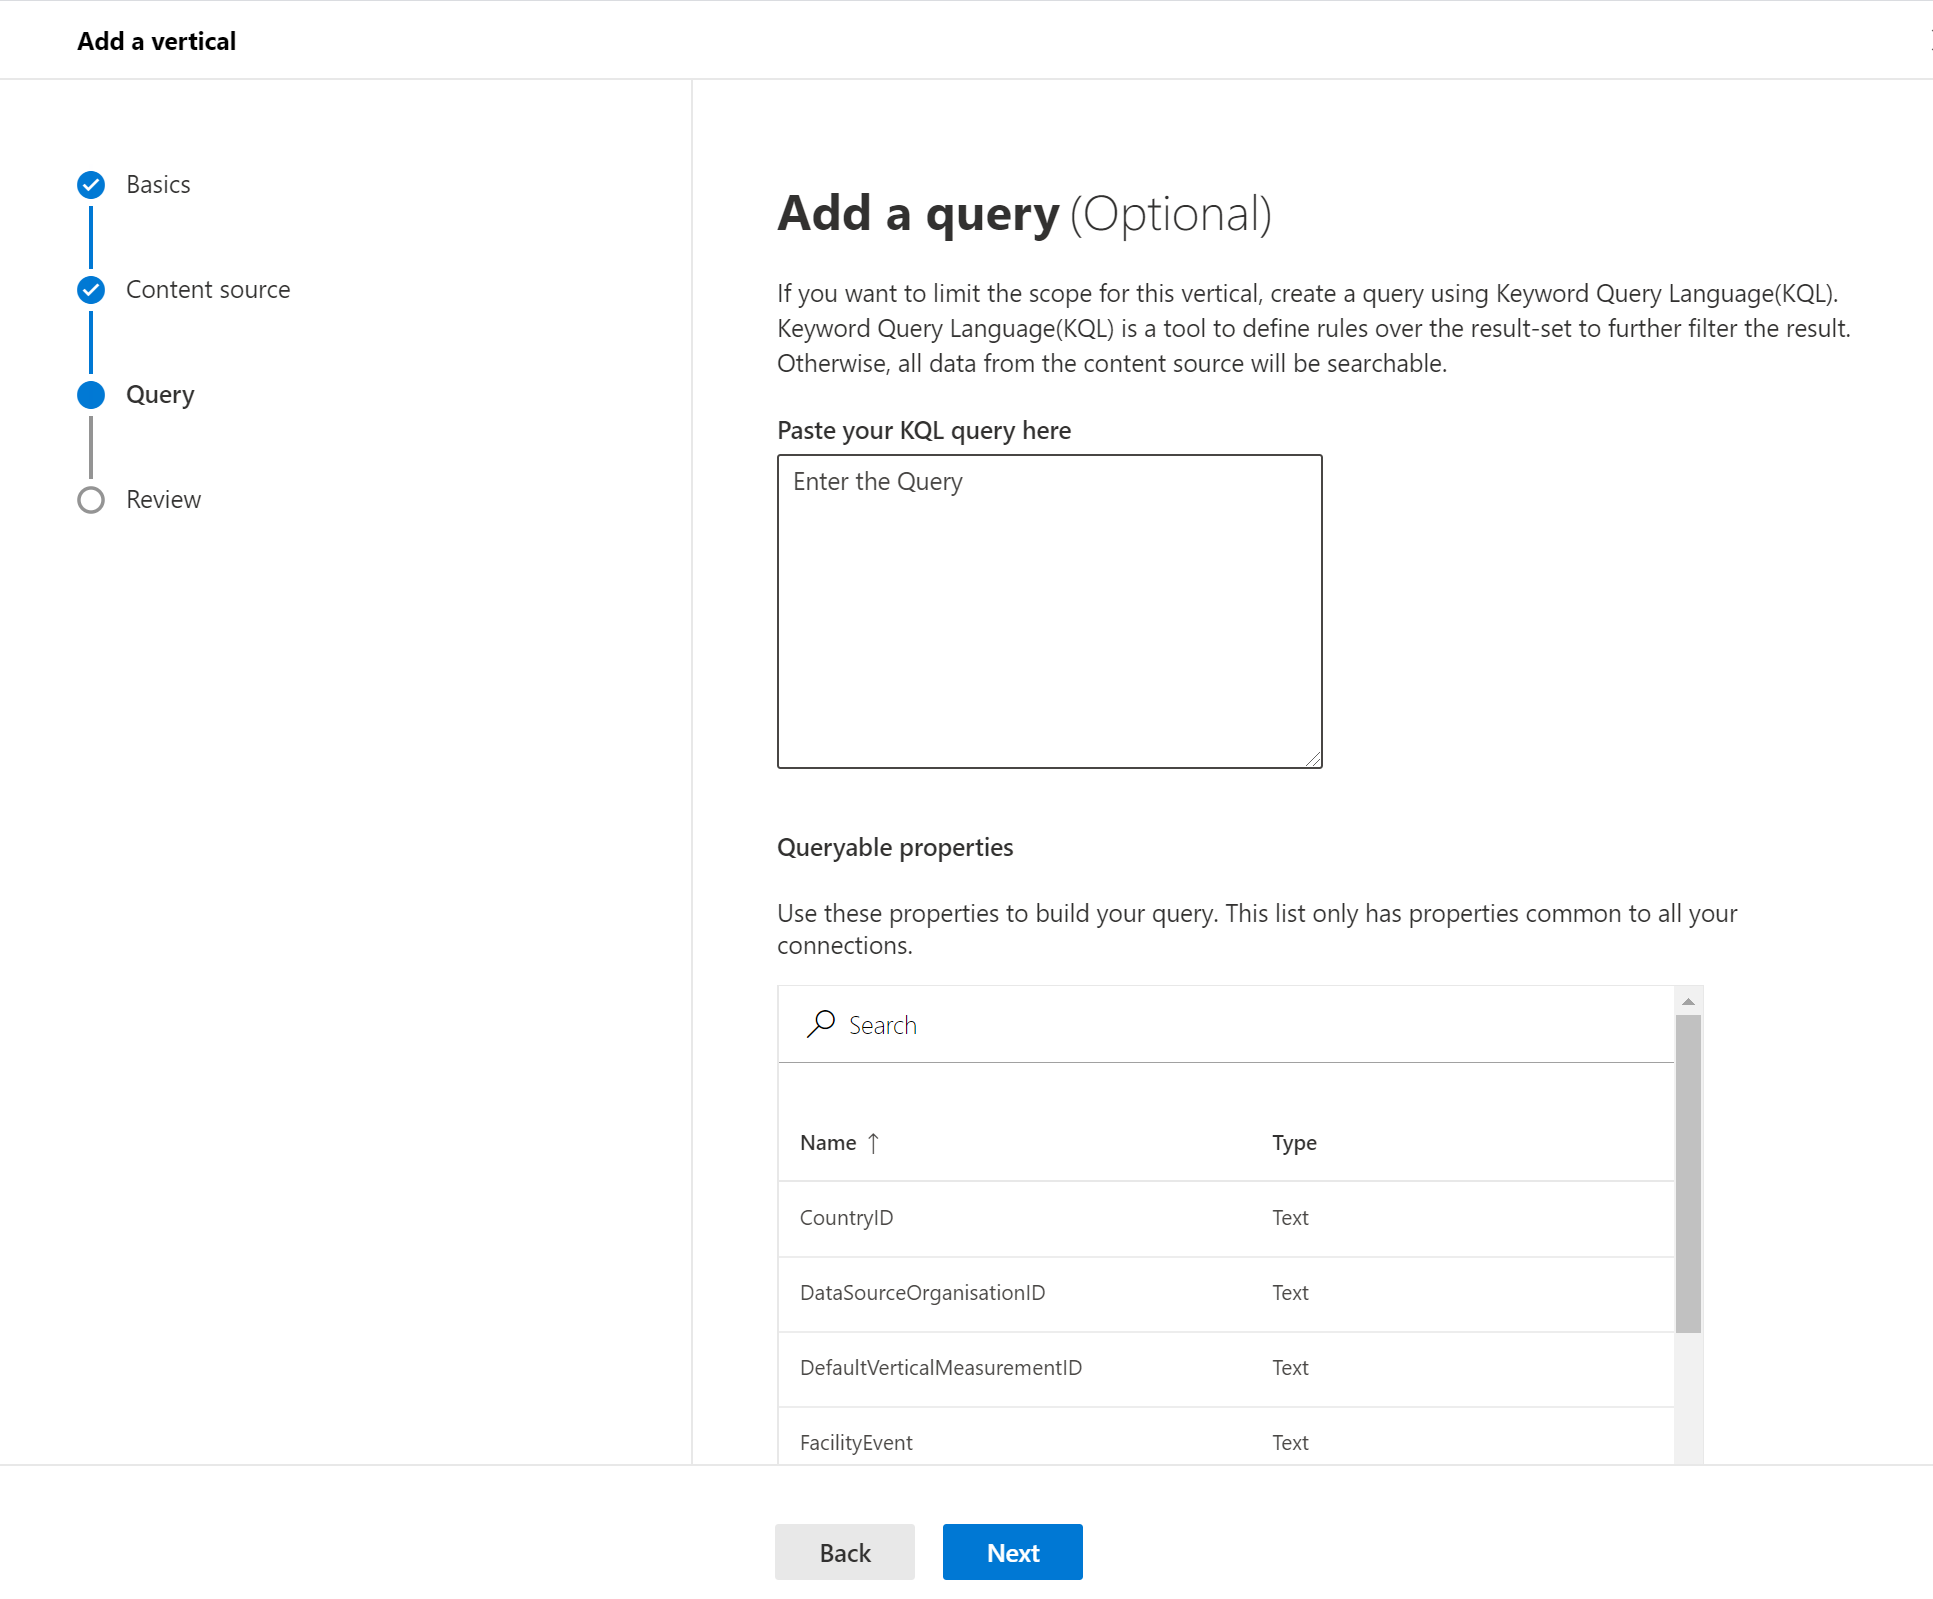 Add a vertical
Basics
Content source
Query
Review
Add a query (Optional)
If you want to limit the scope for this vertical, create a query using Keyword Query Language(KQL).
Keyword Query Language(KQL) is a tool to define rules over the result-set to further filter the result.
Otherwise, all data from the content source will be searchable.
Paste your KQL query here
Enter the Query
Queryable properties
Use these properties to build your query. This list only has properties common to all your
connections.
Search
Name ↑ Type
CountryID Text
DataSourceOrganisationID Text
DefaultVerticalMeasurementID Text
FacilityEvent Text
Back Next